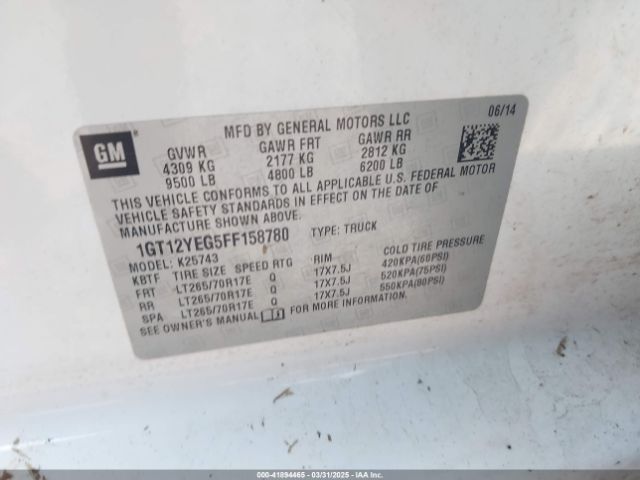 GM
MFD BY GENERAL MOTORS LLC
06/14
GVWR GAWR FRT GAWR RR
4309 KG 2177 KG 2812 KG
9500 LB 4800 LB 6200 LB
THIS VEHICLE CONFORMS TO ALL APPLICABLE U.S. FEDERAL MOTOR
VEHICLE SAFETY STANDARDS IN EFFECT ON THE DATE OF
MANUFACTURE SHOWN ABOVE.
1GT12YEG5FF158780 TYPE: TRUCK
MODEL: K25743
KBTF TIRE SIZE SPEED RTG RIM COLD TIRE PRESSURE
FRT LT265/70R17E Q 17X7.5J 420KPA(60PSI)
RR LT265/70R17E Q 17X7.5J 520KPA(75PSI)
SPA LT265/70R17E Q 17X7.5J 550KPA(80PSI)
SEE OWNER'S MANUAL FOR MORE INFORMATION.
000-41894465 - 03/31/2025 - IAAI.CA